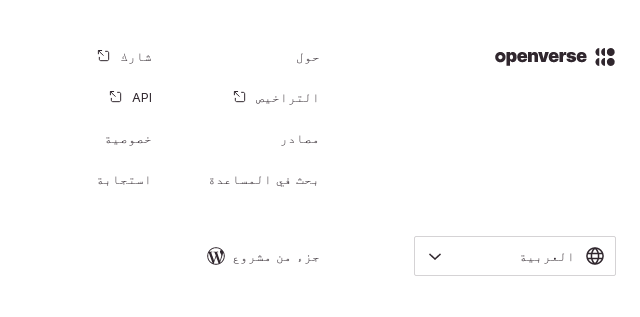 openverse
حول
التراخيص
مصادر
بحث في المساعدة
شارك
API
خصوصية
استجابة
العربية
جزء من مشروع